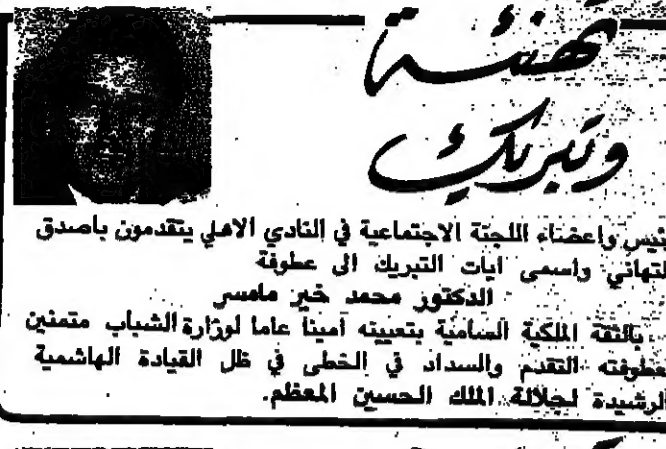 تهنئة
وتبريك
رئيس واعضاء اللجنة الاجتماعية في النادي الاهلي يتقدمون باصدق
التهاني واسمى ايات التبريك الى عطوفة
الدكتور محمد خير مامسر
بالثقة الملكية السامية بتعيينه أمينا عاما لوزارة الشباب متمنين
لعطوفته التقدم والسداد في الخطى في ظل القيادة الهاشمية
الرشيدة لجلالة الملك الحسين المعظم.